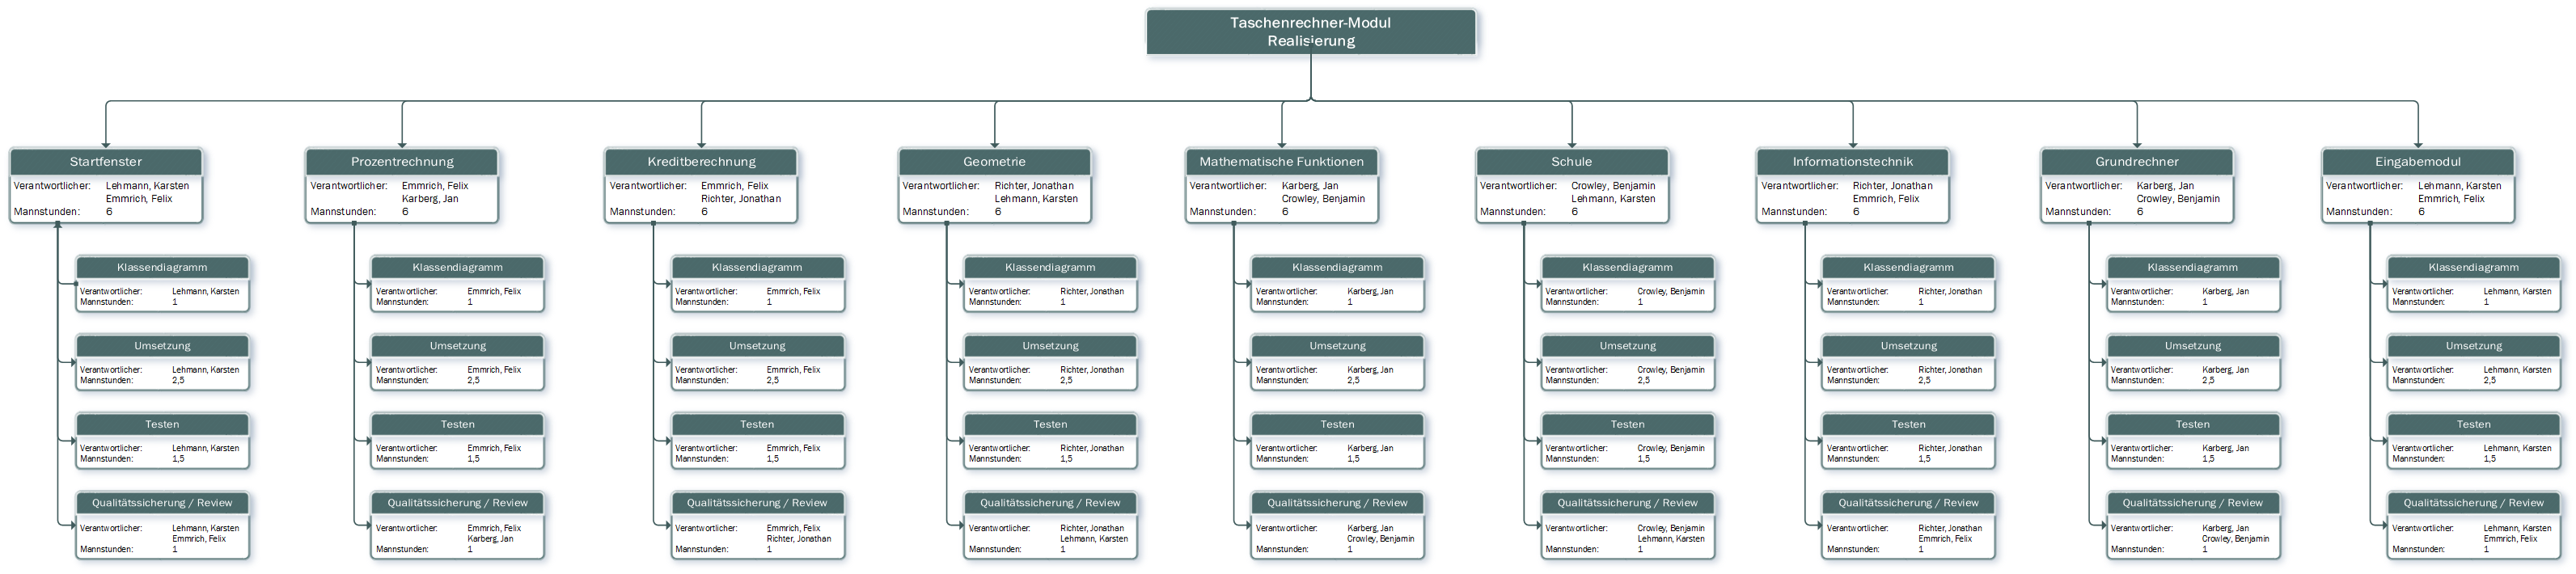 Taschenrechner-Modul
Realisierung
Startfenster
Verantwortlicher: Lehmann, Karsten
Emmrich, Felix
Mannstunden: 6
Klassendiagramm
Verantwortlicher: Lehmann, Karsten
Mannstunden: 1
Umsetzung
Verantwortlicher: Lehmann, Karsten
Mannstunden: 2,5
Testen
Verantwortlicher: Lehmann, Karsten
Mannstunden: 1,5
Qualitätssicherung / Review
Verantwortlicher: Lehmann, Karsten
Emmrich, Felix
Mannstunden: 1
Prozentrechnung
Verantwortlicher: Emmrich, Felix
Karberg, Jan
Mannstunden: 6
Klassendiagramm
Verantwortlicher: Emmrich, Felix
Mannstunden: 1
Umsetzung
Verantwortlicher: Emmrich, Felix
Mannstunden: 2,5
Testen
Verantwortlicher: Emmrich, Felix
Mannstunden: 1,5
Qualitätssicherung / Review
Verantwortlicher: Emmrich, Felix
Karberg, Jan
Mannstunden: 1
Kreditberechnung
Verantwortlicher: Emmrich, Felix
Richter, Jonathan
Mannstunden: 6
Klassendiagramm
Verantwortlicher: Emmrich, Felix
Mannstunden: 1
Umsetzung
Verantwortlicher: Emmrich, Felix
Mannstunden: 2,5
Testen
Verantwortlicher: Emmrich, Felix
Mannstunden: 1,5
Qualitätssicherung / Review
Verantwortlicher: Emmrich, Felix
Richter, Jonathan
Mannstunden: 1
Geometrie
Verantwortlicher: Richter, Jonathan
Lehmann, Karsten
Mannstunden: 6
Klassendiagramm
Verantwortlicher: Richter, Jonathan
Mannstunden: 1
Umsetzung
Verantwortlicher: Richter, Jonathan
Mannstunden: 2,5
Testen
Verantwortlicher: Richter, Jonathan
Mannstunden: 1,5
Qualitätssicherung / Review
Verantwortlicher: Richter, Jonathan
Lehmann, Karsten
Mannstunden: 1
Mathematische Funktionen
Verantwortlicher: Karberg, Jan
Crowley, Benjamin
Mannstunden: 6
Klassendiagramm
Verantwortlicher: Karberg, Jan
Mannstunden: 1
Umsetzung
Verantwortlicher: Karberg, Jan
Mannstunden: 2,5
Testen
Verantwortlicher: Karberg, Jan
Mannstunden: 1,5
Qualitätssicherung / Review
Verantwortlicher: Karberg, Jan
Crowley, Benjamin
Mannstunden: 1
Schule
Verantwortlicher: Crowley, Benjamin
Lehmann, Karsten
Mannstunden: 6
Klassendiagramm
Verantwortlicher: Crowley, Benjamin
Mannstunden: 1
Umsetzung
Verantwortlicher: Crowley, Benjamin
Mannstunden: 2,5
Testen
Verantwortlicher: Crowley, Benjamin
Mannstunden: 1,5
Qualitätssicherung / Review
Verantwortlicher: Crowley, Benjamin
Lehmann, Karsten
Mannstunden: 1
Informationstechnik
Verantwortlicher: Richter, Jonathan
Emmrich, Felix
Mannstunden: 6
Klassendiagramm
Verantwortlicher: Richter, Jonathan
Mannstunden: 1
Umsetzung
Verantwortlicher: Richter, Jonathan
Mannstunden: 2,5
Testen
Verantwortlicher: Richter, Jonathan
Mannstunden: 1,5
Qualitätssicherung / Review
Verantwortlicher: Richter, Jonathan
Emmrich, Felix
Mannstunden: 1
Grundrechner
Verantwortlicher: Karberg, Jan
Crowley, Benjamin
Mannstunden: 6
Klassendiagramm
Verantwortlicher: Karberg, Jan
Mannstunden: 1
Umsetzung
Verantwortlicher: Karberg, Jan
Mannstunden: 2,5
Testen
Verantwortlicher: Karberg, Jan
Mannstunden: 1,5
Qualitätssicherung / Review
Verantwortlicher: Karberg, Jan
Crowley, Benjamin
Mannstunden: 1
Eingabemodul
Verantwortlicher: Lehmann, Karsten
Emmrich, Felix
Mannstunden: 6
Klassendiagramm
Verantwortlicher: Lehmann, Karsten
Mannstunden: 1
Umsetzung
Verantwortlicher: Lehmann, Karsten
Mannstunden: 2,5
Testen
Verantwortlicher: Lehmann, Karsten
Mannstunden: 1,5
Qualitätssicherung / Review
Verantwortlicher: Lehmann, Karsten
Emmrich, Felix
Mannstunden: 1